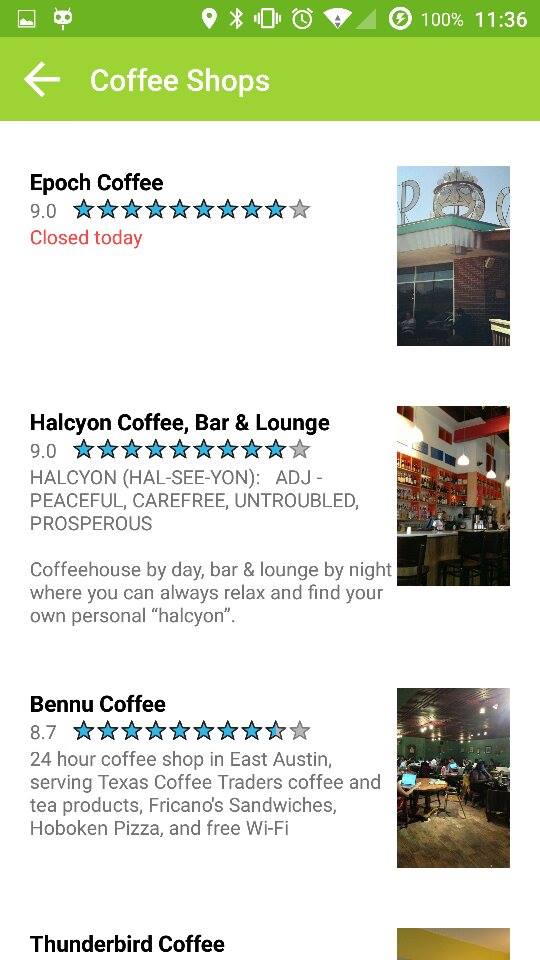 100% 11:36
Coffee Shops
Epoch Coffee
9.0
Closed today
Halcyon Coffee, Bar & Lounge
9.0
HALCYON (HAL-SEE-YON): ADJ -
PEACEFUL, CAREFREE, UNTROUBLED,
PROSPEROUS
Coffeehouse by day, bar & lounge by night
where you can always relax and find your
own personal “halcyon”.
Bennu Coffee
8.7
24 hour coffee shop in East Austin,
serving Texas Coffee Traders coffee and
tea products, Fricano's Sandwiches,
Hoboken Pizza, and free Wi-Fi
Thunderbird Coffee